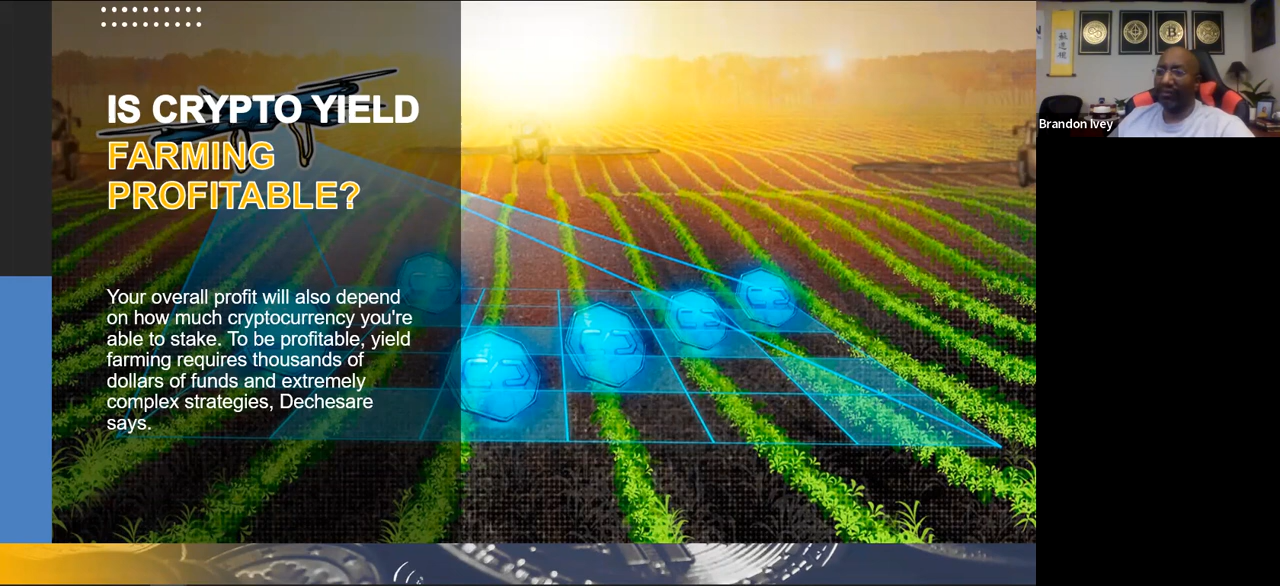 IS CRYPTO YIELD
FARMING
PROFITABLE?
Your overall profit will also depend
on how much cryptocurrency you're
able to stake. To be profitable, yield
farming requires thousands of
dollars of funds and extremely
complex strategies, Dechesare
says.
Brandon Ivey